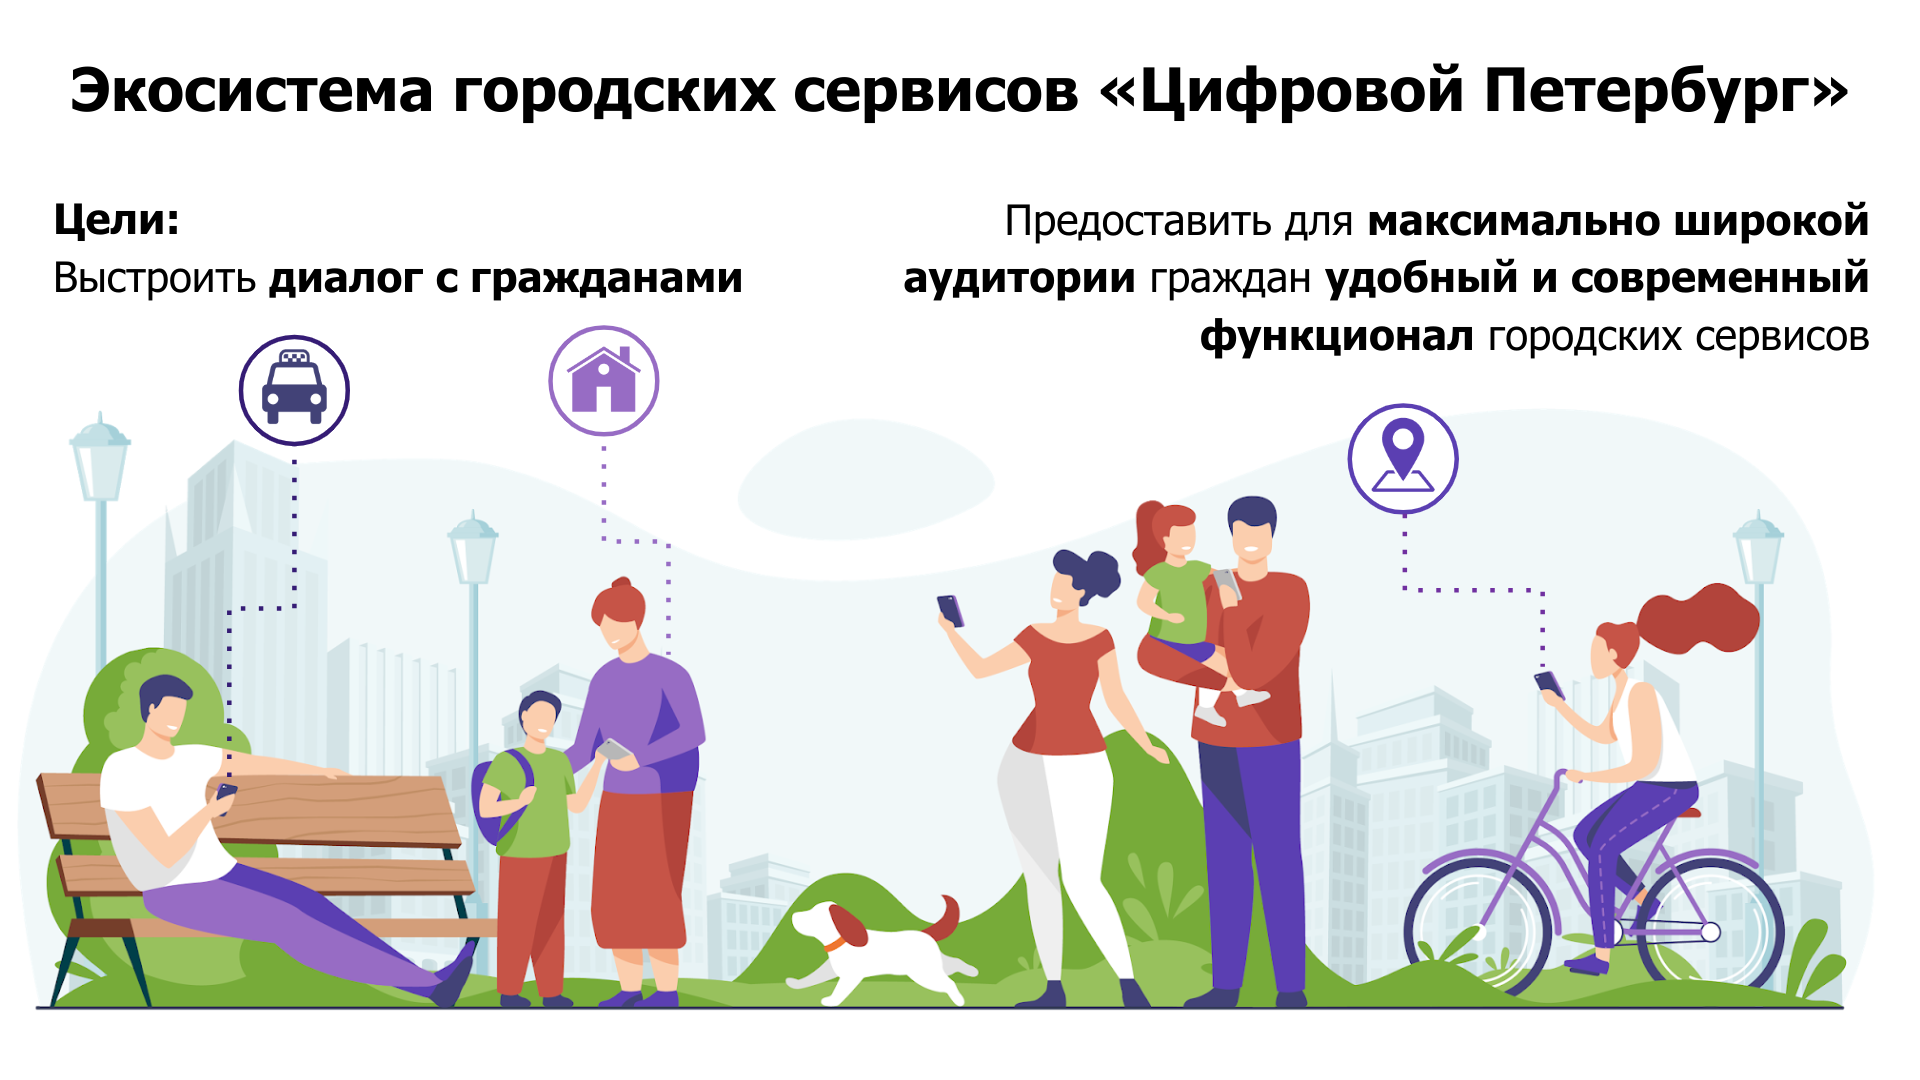 Экосистема городских сервисов «Цифровой Петербург»
Цели:
Выстроить диалог с гражданами
Предоставить для максимально широкой
аудитории граждан удобный и современный
функционал городских сервисов